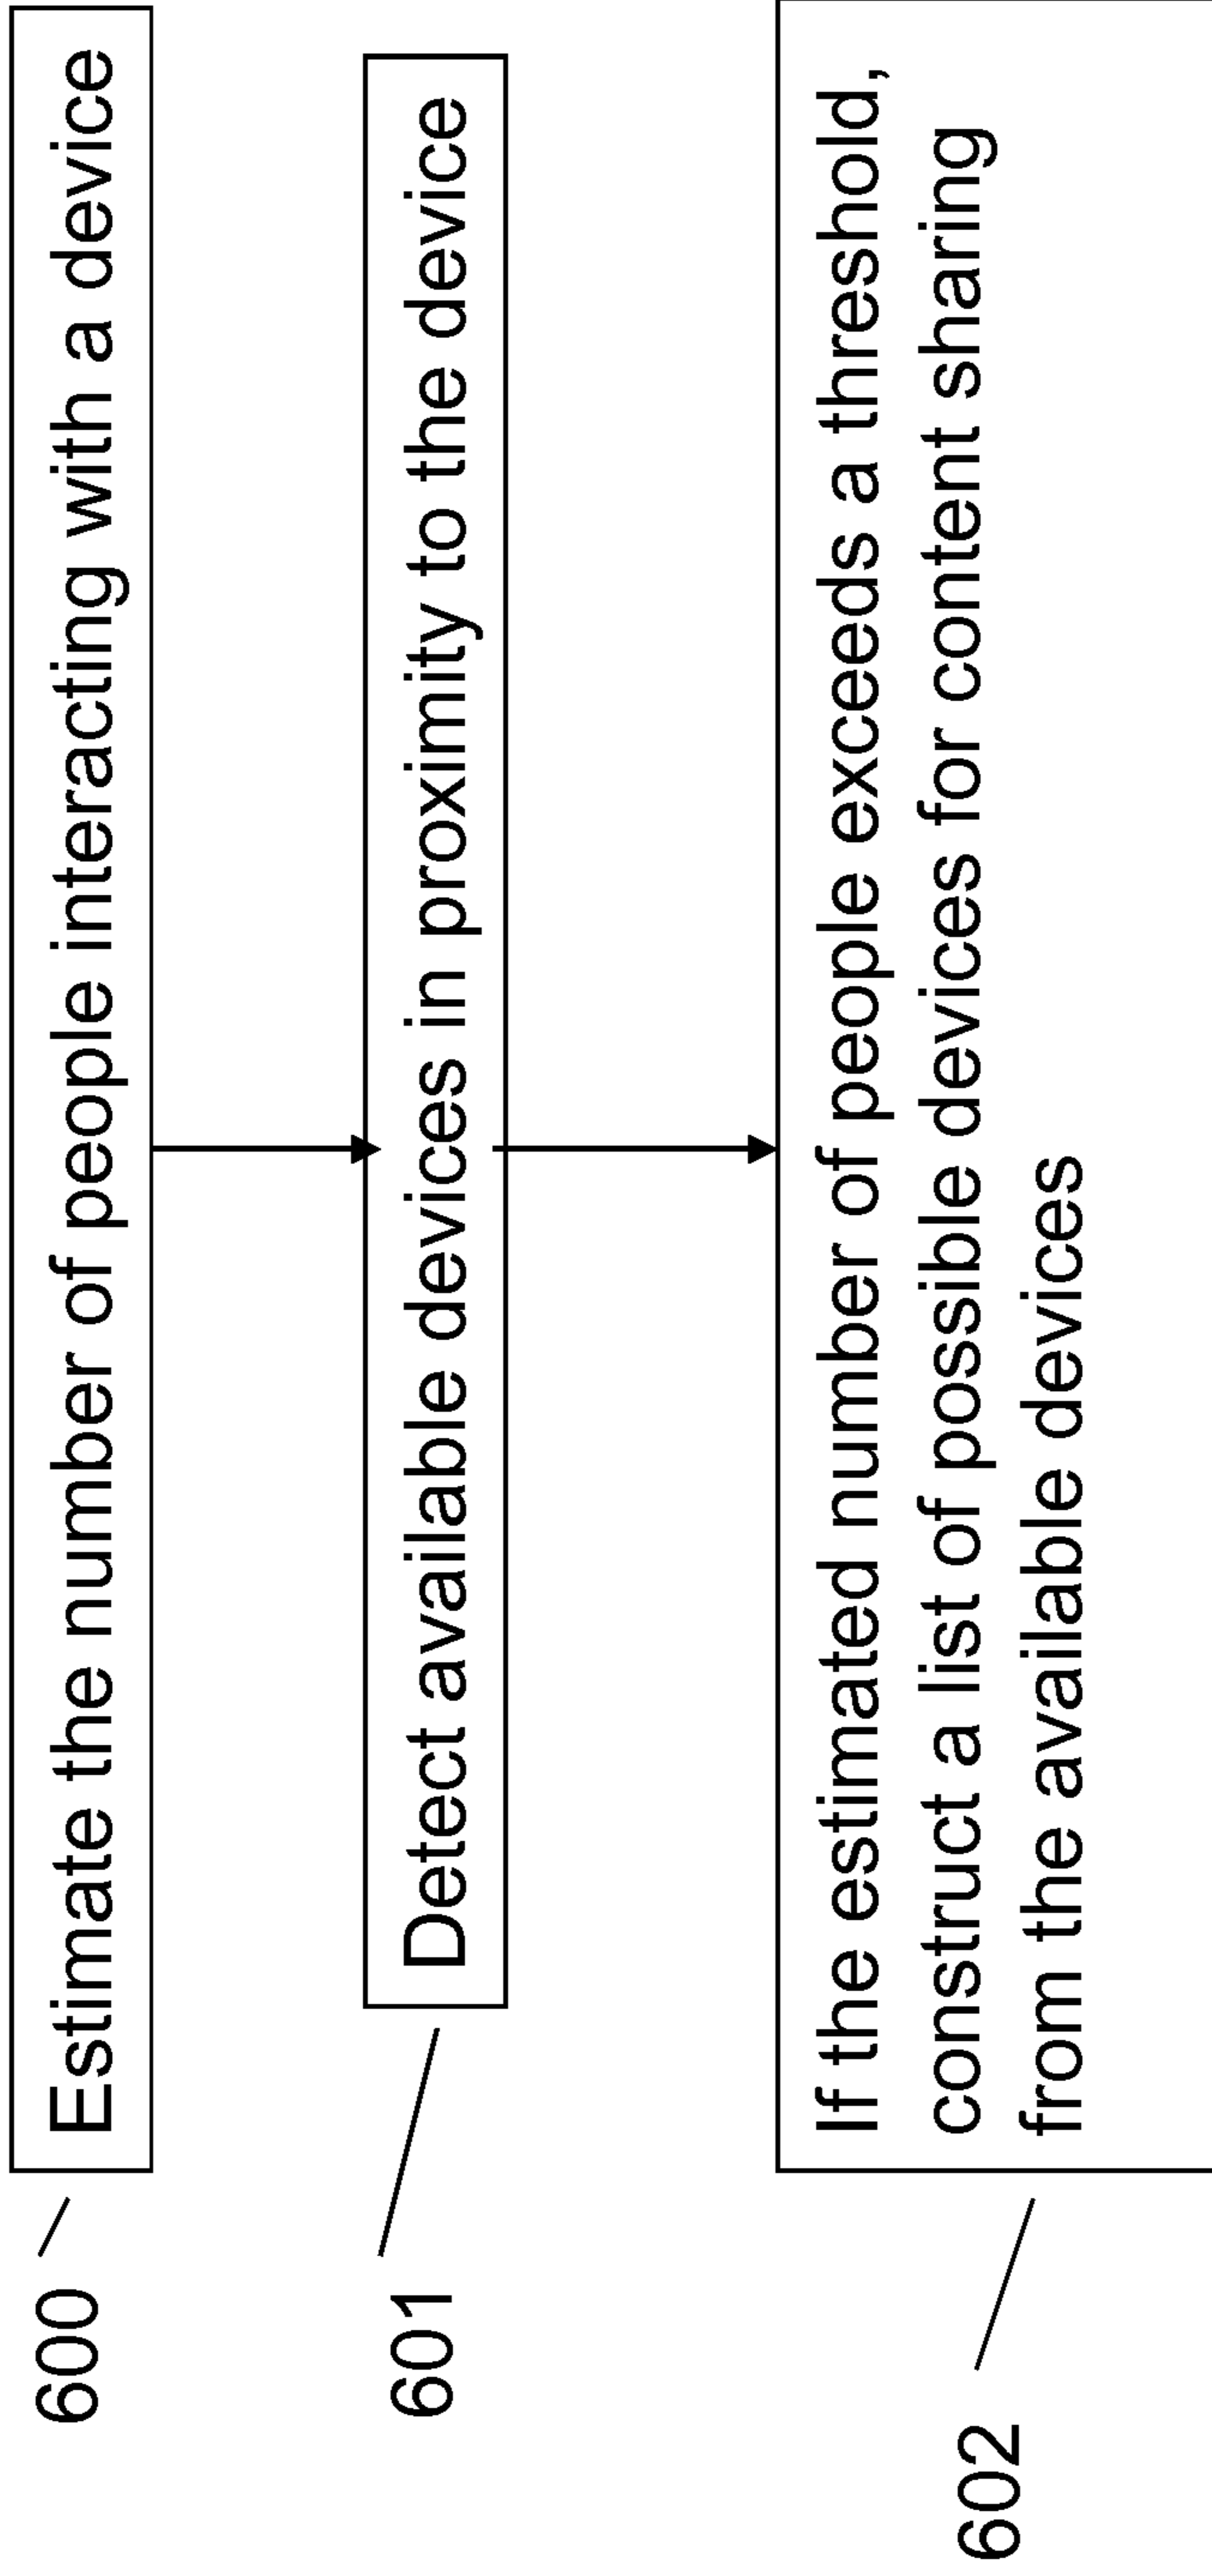 600
Estimate the number of people interacting with a device
601
Detect available devices in proximity to the device
602
If the estimated number of people exceeds a threshold,
construct a list of possible devices for content sharing
from the available devices